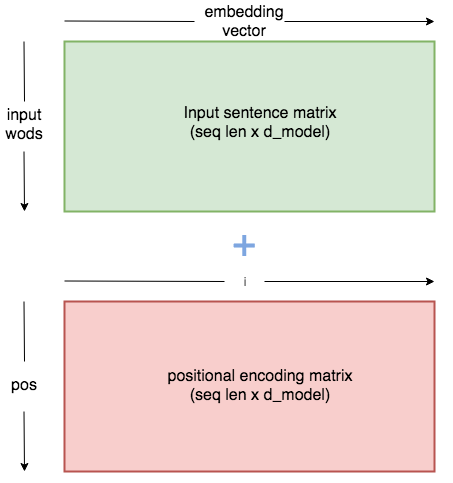 embedding
vector
input
wods
Input sentence matrix
(seq len x d_model)
+
i
pos
positional encoding matrix
(seq len x d_model)